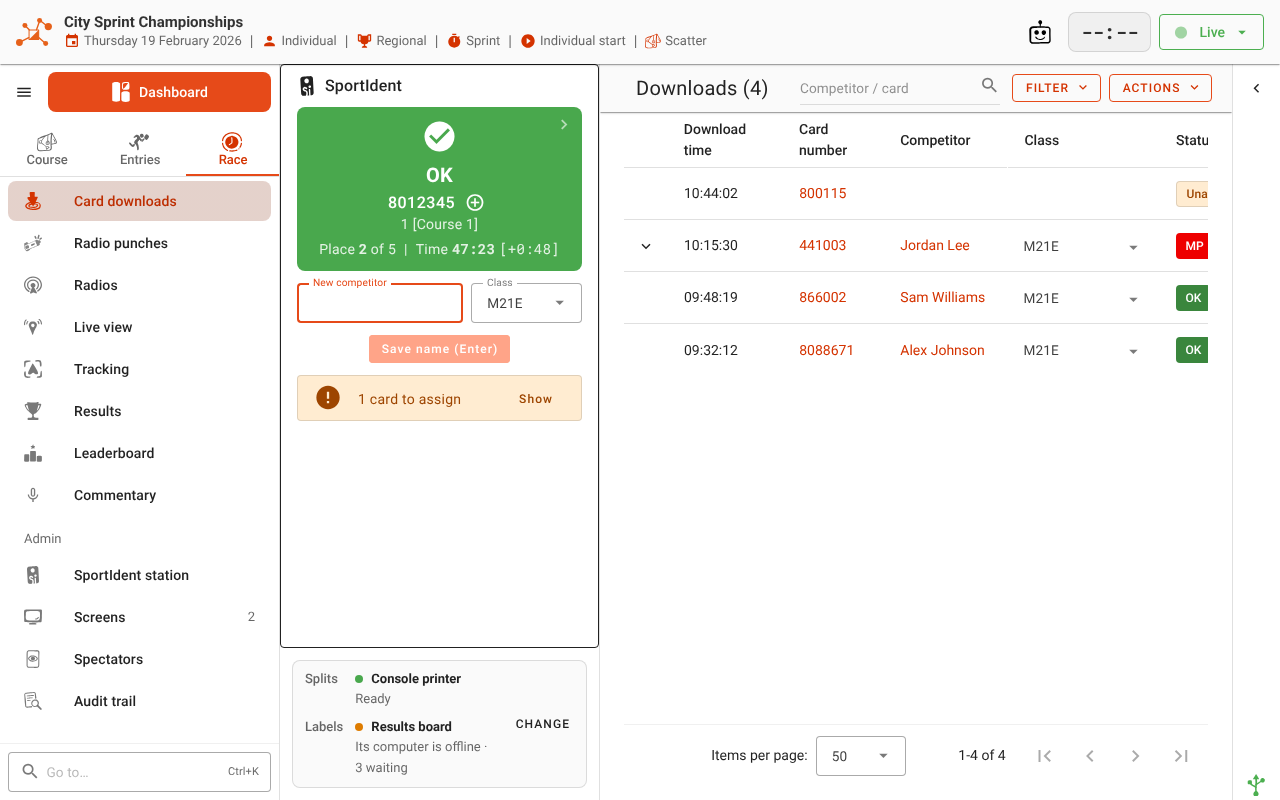 City Sprint Championships
Thursday 19 February 2026 | Individual | Regional | Sprint | Individual start | Scatter
--:--
Live
Dashboard
Course
Entries
Race
Card downloads
Radio punches
Radios
Live view
Tracking
Results
Leaderboard
Commentary
Admin
SportIdent station
Screens 2
Spectators
Audit trail
Go to… Ctrl+K
SportIdent
OK
8012345
1 [Course 1]
Place 2 of 5 | Time 47:23 [+0:48]
New competitor
Class
M21E
Save name (Enter)
1 card to assign Show
Splits Console printer
Ready
Labels Results board CHANGE
Its computer is offline ·
3 waiting
Downloads (4)
Competitor / card
FILTER
ACTIONS
Download time Card number Competitor Class Statu
10:44:02 800115 Una
10:15:30 441003 Jordan Lee M21E MP
09:48:19 866002 Sam Williams M21E OK
09:32:12 8088671 Alex Johnson M21E OK
Items per page: 50 1-4 of 4